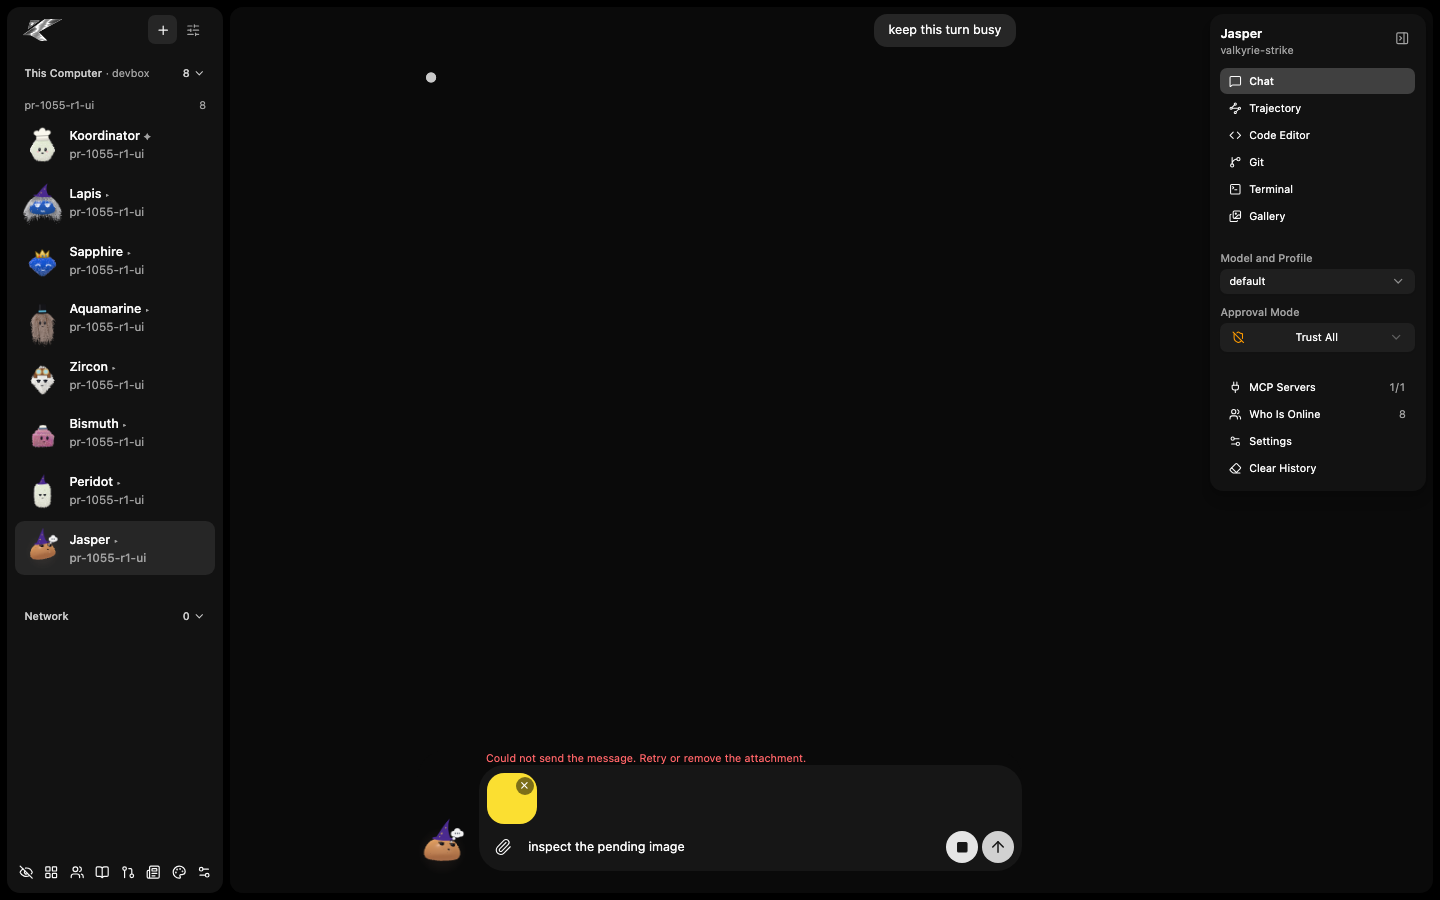 This Computer · devbox 8
pr-1055-r1-ui 8
Koordinator
pr-1055-r1-ui
Lapis
pr-1055-r1-ui
Sapphire
pr-1055-r1-ui
Aquamarine
pr-1055-r1-ui
Zircon
pr-1055-r1-ui
Bismuth
pr-1055-r1-ui
Peridot
pr-1055-r1-ui
Jasper
pr-1055-r1-ui
Network 0
keep this turn busy
Could not send the message. Retry or remove the attachment.
inspect the pending image
Jasper
valkyrie-strike
Chat
Trajectory
Code Editor
Git
Terminal
Gallery
Model and Profile
default
Approval Mode
Trust All
MCP Servers 1/1
Who Is Online 8
Settings
Clear History